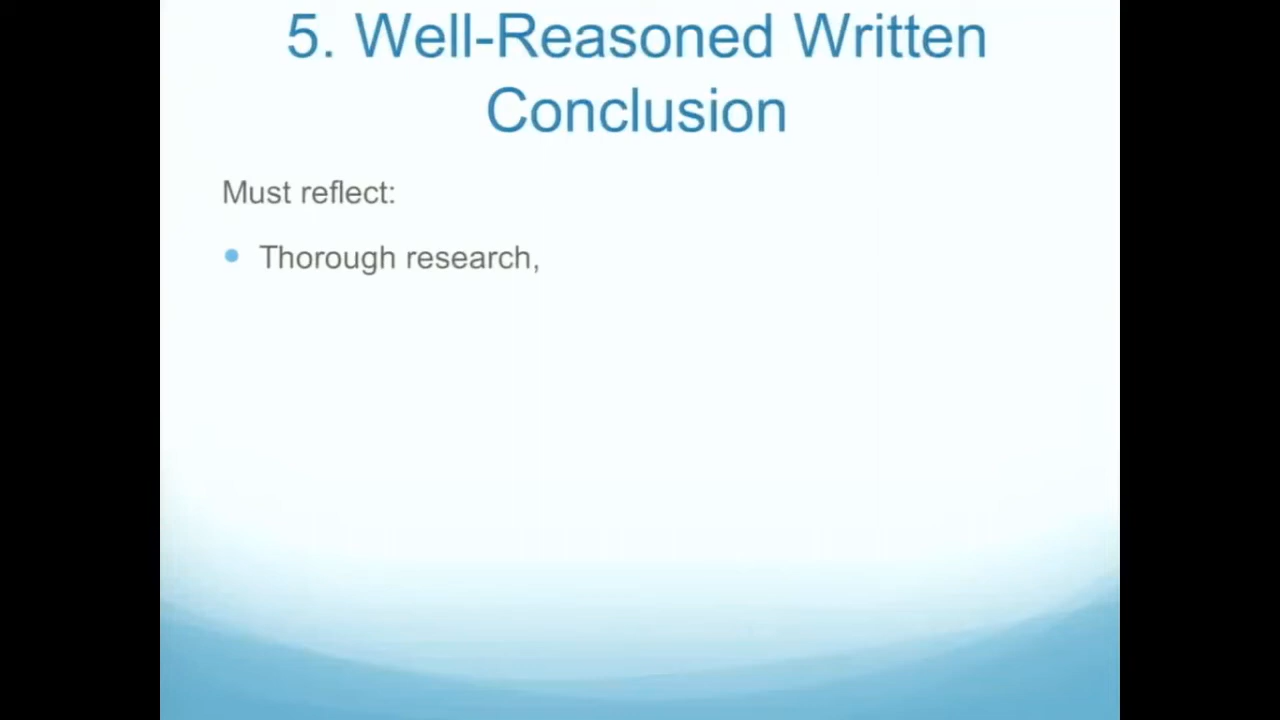 5. Well-Reasoned Written
Conclusion
Must reflect:
Thorough research,